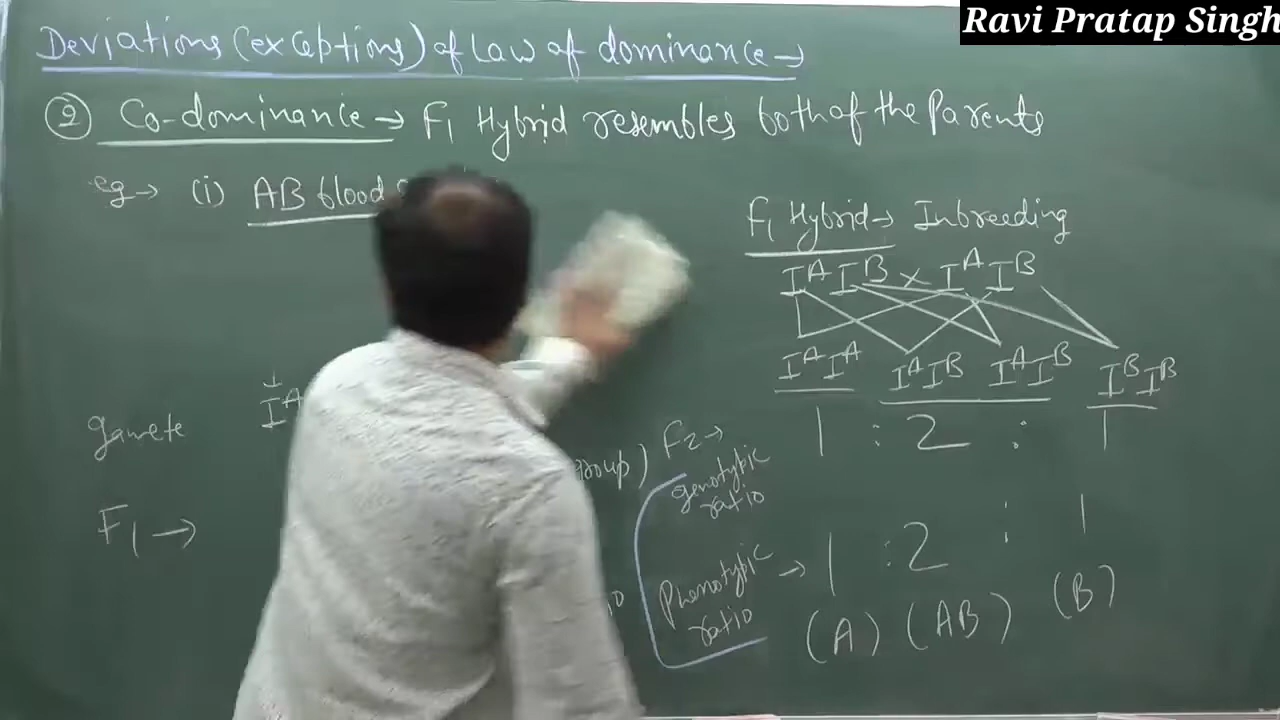 Ravi Pratap Singh
Deviations (exceptions) of Law of dominance →
② Co-dominance → F₁ Hybrid resembles both of the Parents
eg → (i) AB blood
F₁ Hybrid → Inbreeding
IᴬIᴮ × IᴬIᴮ
IᴬIᴬ IᴬIᴮ IᴬIᴮ IᴮIᴮ
gamete Iᴬ
1 : 2 : 1
group) F₂ →
genotypic ratio
F₁ →
Phenotypic ratio → 1 : 2 : 1
(A) (AB) (B)